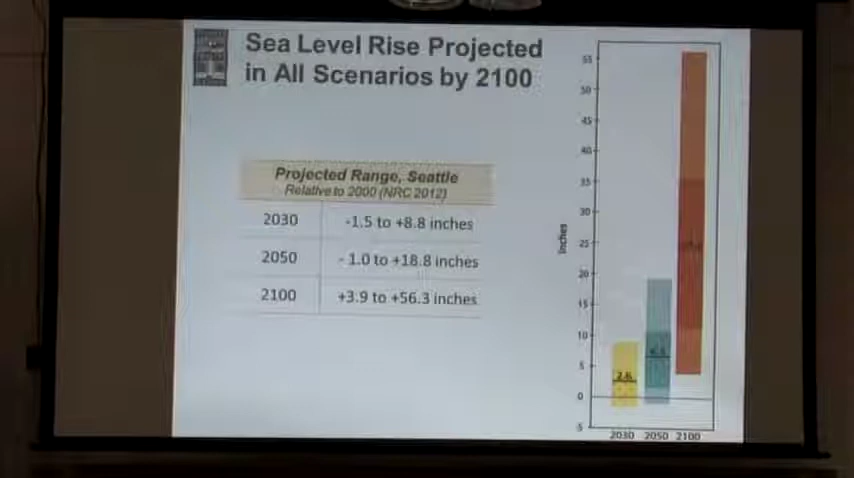 Sea Level Rise Projected
in All Scenarios by 2100
Projected Range, Seattle
Relative to 2000 (NRC 2012)
2030 -1.5 to +8.8 inches
2050 - 1.0 to +18.8 inches
2100 +3.9 to +56.3 inches
Inches
55
50
45
40
35
30
25
20
15
10
5
0
5
2.6
2030 2050 2100